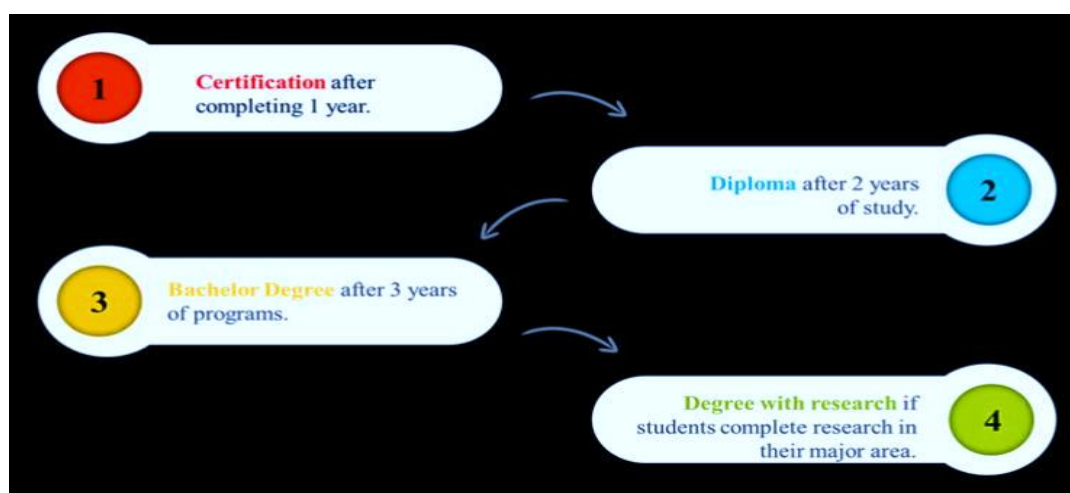 1
Certification after
completing 1 year.
Diploma after 2 years
of study.
2
3
Bachelor Degree after 3 years
of programs.
Degree with research if
students complete research in
their major area.
4